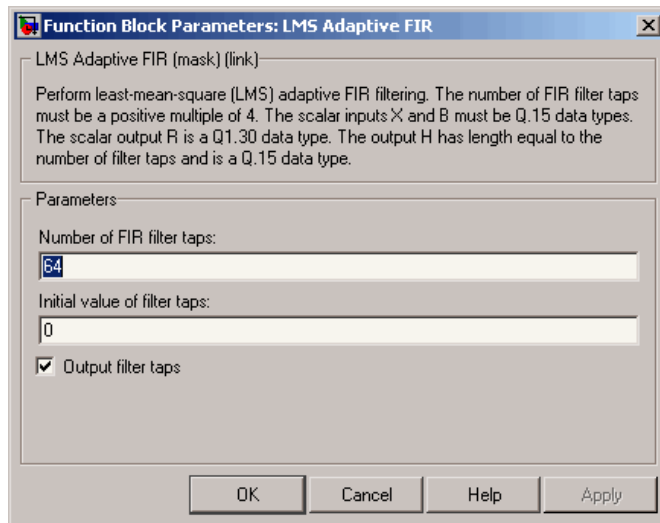 Function Block Parameters: LMS Adaptive FIR
LMS Adaptive FIR (mask) (link)
Perform least-mean-square (LMS) adaptive FIR filtering. The number of FIR filter taps
must be a positive multiple of 4. The scalar inputs X and B must be Q.15 data types.
The scalar output R is a Q1.30 data type. The output H has length equal to the
number of filter taps and is a Q.15 data type.
Parameters
Number of FIR filter taps:
64
Initial value of filter taps:
0
Output filter taps
OK Cancel Help Apply